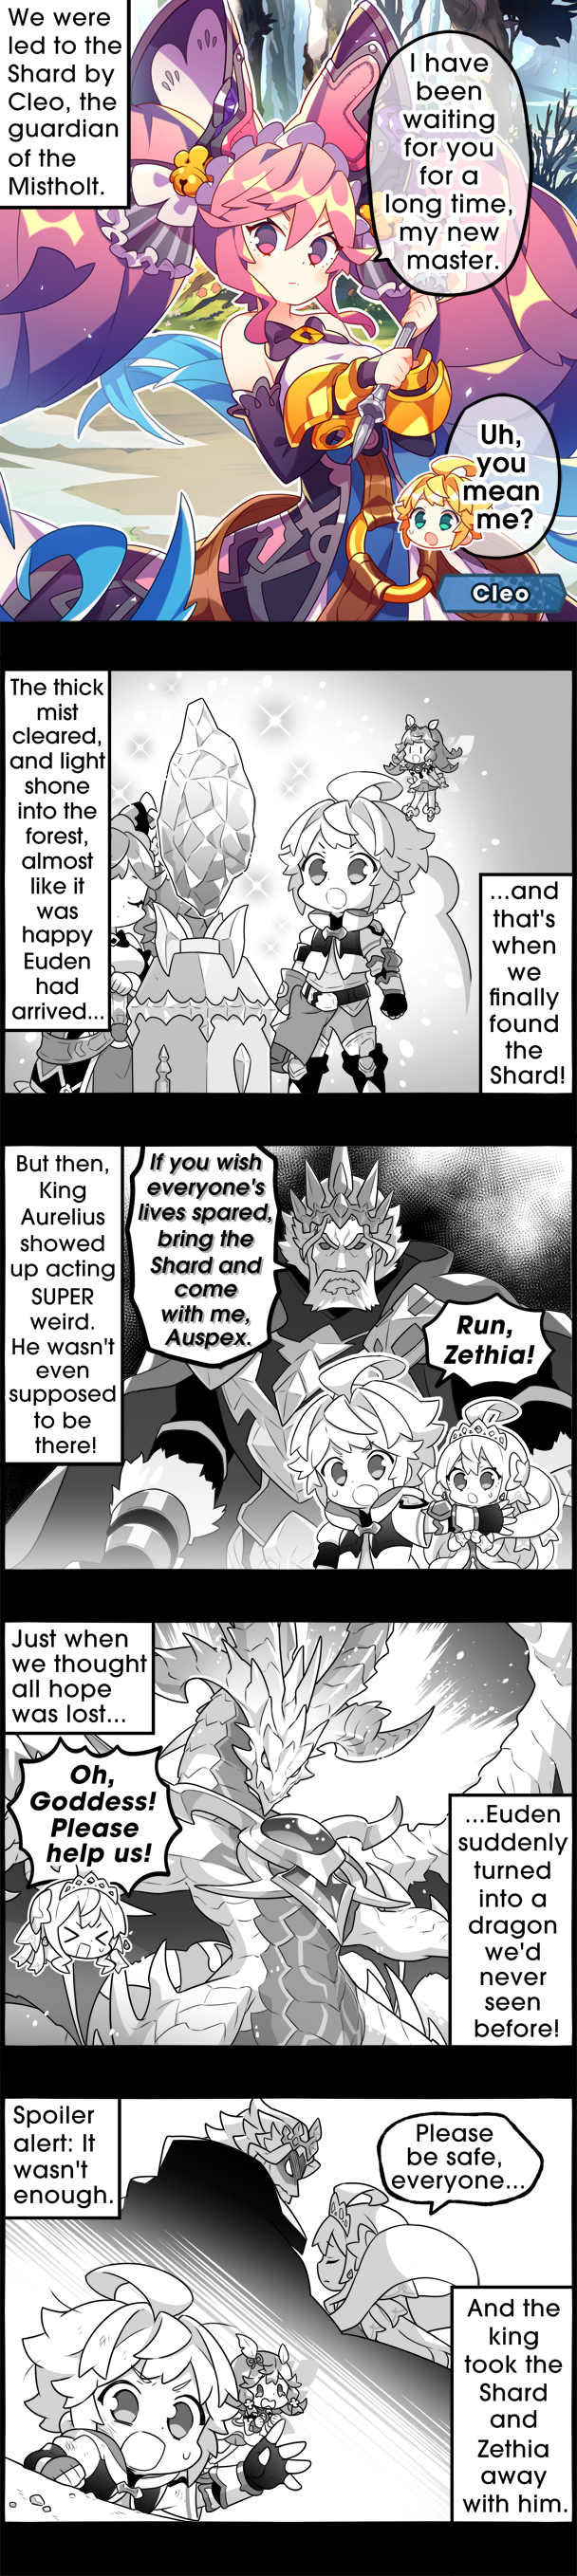 We were
led to the
Shard by
Cleo, the
guardian
of the
Mistholt.
I have
been
waiting
for you
for a
long time,
my new
master.
Uh,
you
mean
me?
Cleo
The thick
mist
cleared,
and light
shone
into the
forest,
almost
like it
was
happy
Euden
had
arrived...
...and
that's
when
we
finally
found
the
Shard!
But then,
King
Aurelius
showed
up acting
SUPER
weird.
He wasn't
even
supposed
to be
there!
If you wish
everyone's
lives spared,
bring the
Shard and
come
with me,
Auspex.
Run,
Zethia!
Just when
we thought
all hope
was lost...
Oh,
Goddess!
Please
help us!
...Euden
suddenly
turned
into a
dragon
we'd
never
seen
before!
Spoiler
alert: It
wasn't
enough.
Please
be safe,
everyone...
And the
king
took the
Shard
and
Zethia
away
with him.